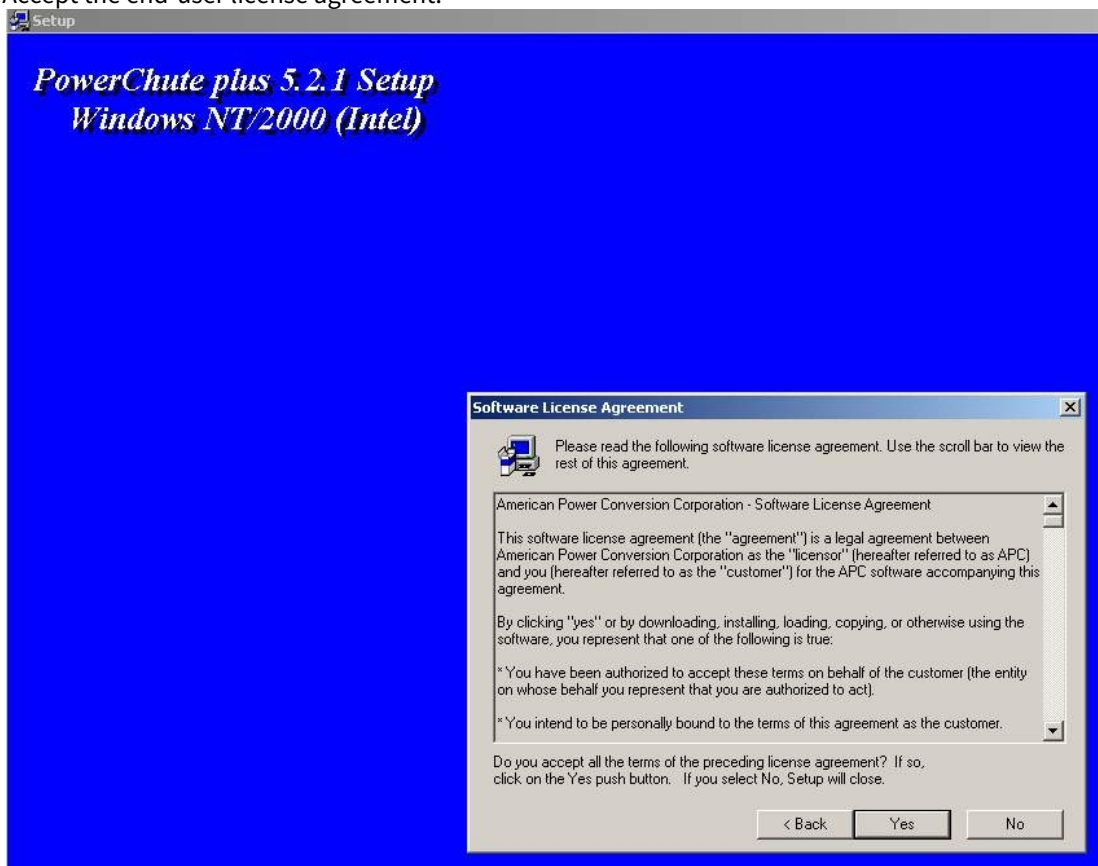 Accept the end-user license agreement.
Setup
PowerChute plus 5.2.1 Setup
Windows NT/2000 (Intel)
Software License Agreement
Please read the following software license agreement. Use the scroll bar to view the
rest of this agreement.
American Power Conversion Corporation - Software License Agreement
This software license agreement (the "agreement") is a legal agreement between
American Power Conversion Corporation as the "licensor" (hereafter referred to as APC)
and you (hereafter referred to as the "customer") for the APC software accompanying this
agreement.
By clicking "yes" or by downloading, installing, loading, copying, or otherwise using the
software, you represent that one of the following is true:
* You have been authorized to accept these terms on behalf of the customer (the entity
on whose behalf you represent that you are authorized to act).
* You intend to be personally bound to the terms of this agreement as the customer.
Do you accept all the terms of the preceding license agreement? If so,
click on the Yes push button. If you select No, Setup will close.
< Back Yes No